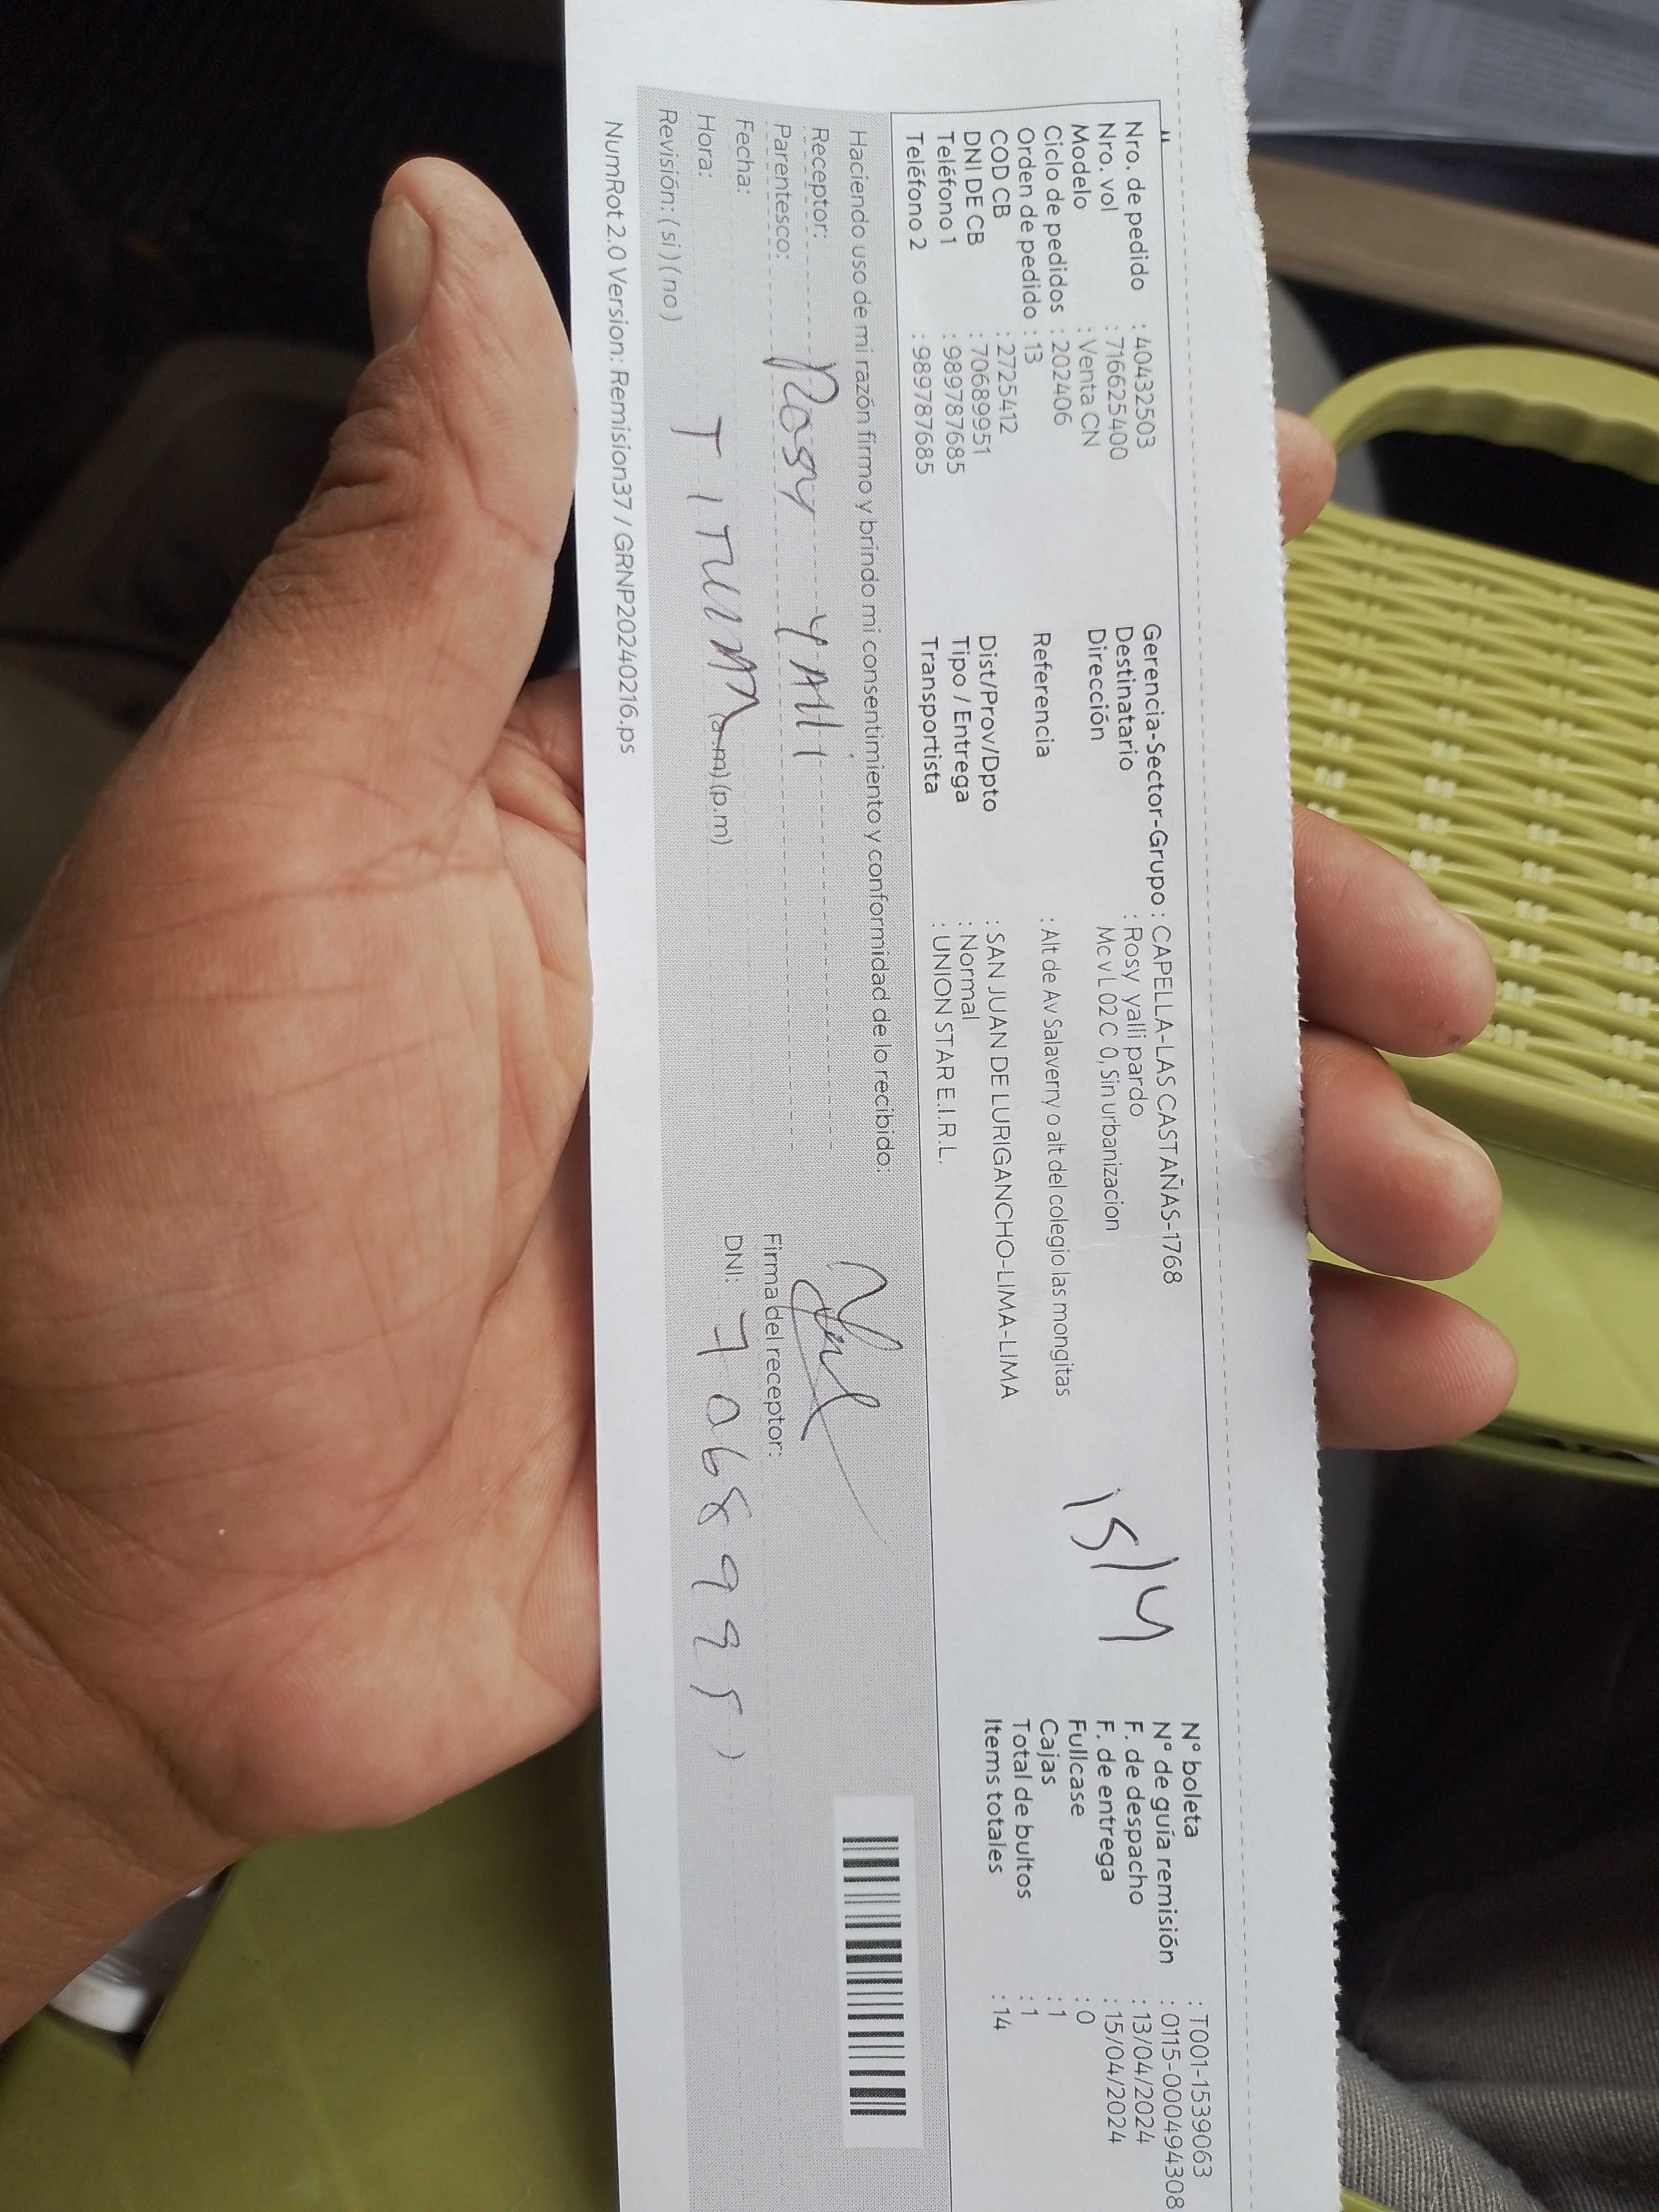 Nro. de pedido : 40432503
Nro. vol : 716625400
Modelo : Venta CN
Ciclo de pedidos : 202406
Orden de pedido : 13
COD CB : 2725412
DNI DE CB : 70689951
Teléfono 1 : 989787685
Teléfono 2 : 989787685
Gerencia-Sector-Grupo : CAPELLA-LAS CASTAÑAS-1768
Destinatario : Rosy yalli pardo
Dirección Mc v L 02 C 0, Sin urbanizacion
Referencia : Alt de Av Salaverry o alt del colegio las mongitas
Dist/Prov/Dpto : SAN JUAN DE LURIGANCHO-LIMA-LIMA
Tipo / Entrega : Normal
Transportista : UNION STAR E.I.R.L.
15/4
N° boleta : T001-1539063
N° de guía remisión : 0115-000494308
F. de despacho : 13/04/2024
F. de entrega : 15/04/2024
Fullcase : 0
Cajas : 1
Total de bultos : 1
Items totales : 14
Haciendo uso de mi razón firmo y brindo mi consentimiento y conformidad de lo recibido:
Receptor: Rosy Yalli
Parentesco:
Fecha:
Hora: TITULAR (a.m) (p.m)
Revisión: ( si ) ( no )
Firma del receptor:
DNI: 70689951
NumRot 2.0 Version: Remision37 / GRNP20240216.ps